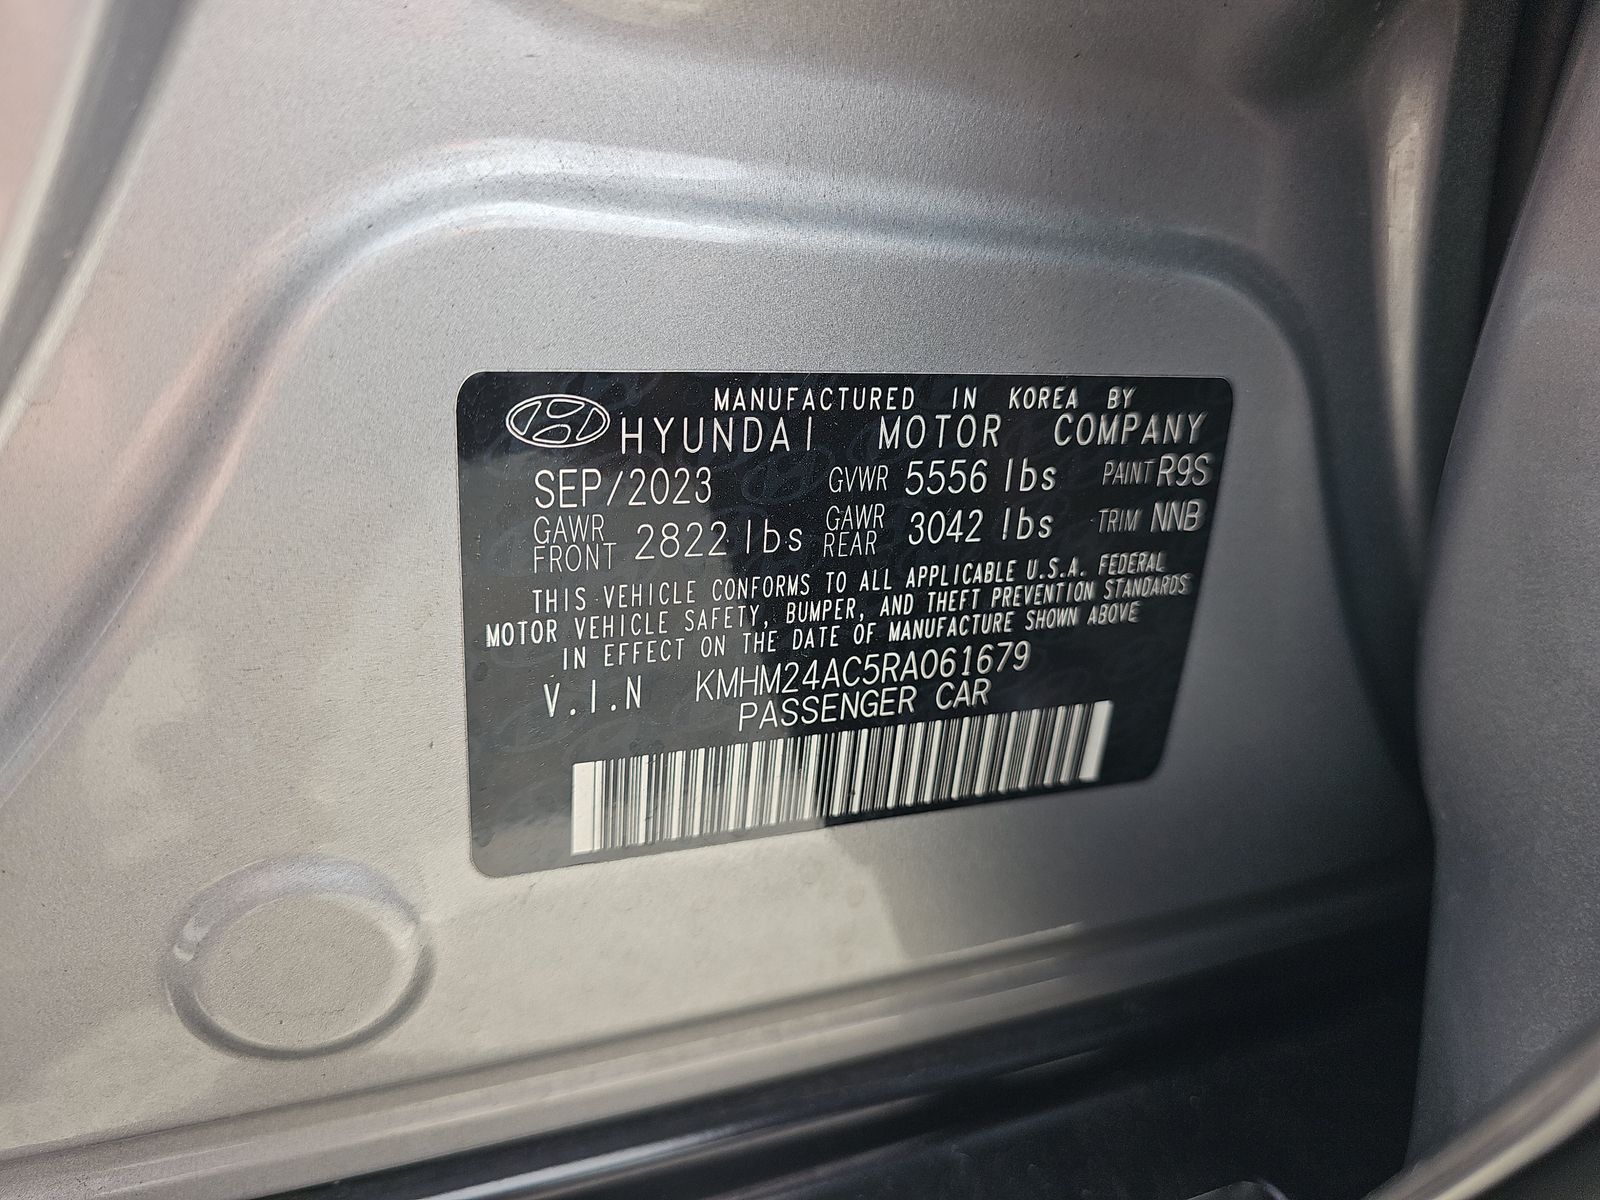 MANUFACTURED IN KOREA BY
HYUNDAI MOTOR COMPANY
SEP/2023 GVWR 5556 lbs PAINT R9S
GAWR FRONT 2822 lbs GAWR REAR 3042 lbs TRIM NNB
THIS VEHICLE CONFORMS TO ALL APPLICABLE U.S.A. FEDERAL
MOTOR VEHICLE SAFETY, BUMPER, AND THEFT PREVENTION STANDARDS
IN EFFECT ON THE DATE OF MANUFACTURE SHOWN ABOVE
V.I.N KMHM24AC5RA061679
PASSENGER CAR